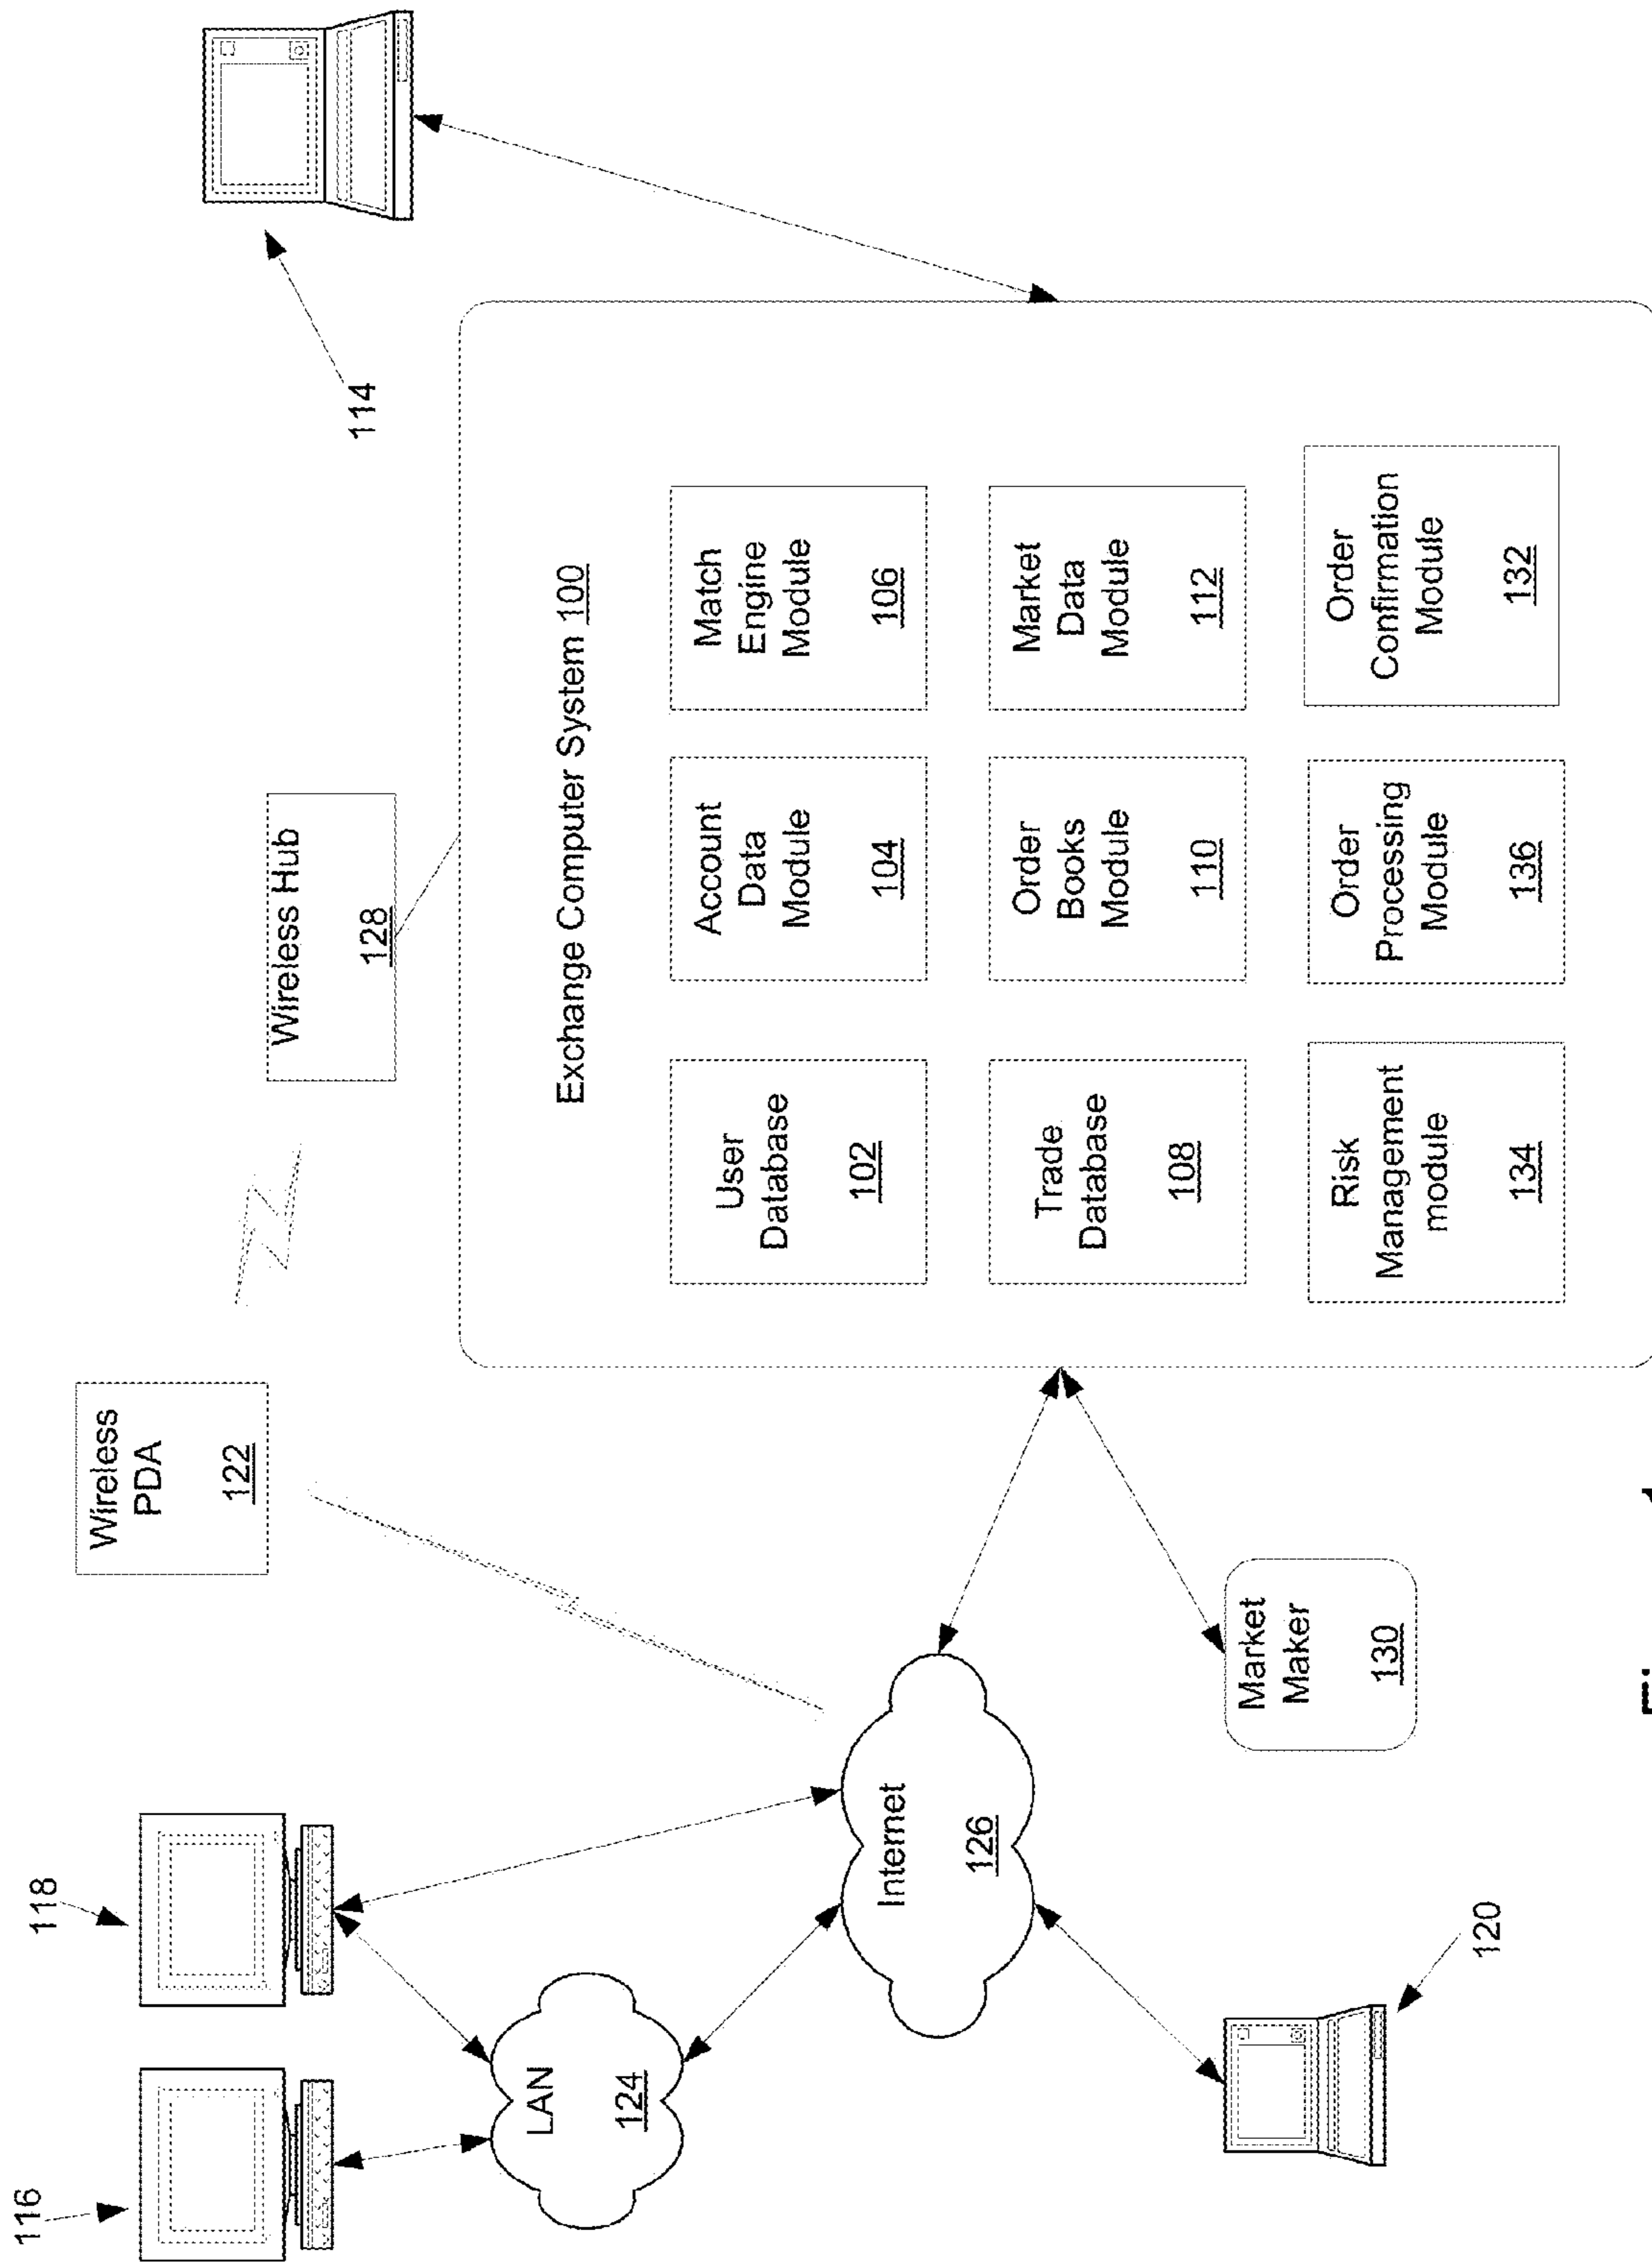 116
118
Wireless
PDA
122
Wireless Hub
128
114
LAN
124
Internet
126
120
Market
Maker
130
Exchange Computer System 100
User
Database
102
Account
Data
Module
104
Match
Engine
Module
106
Trade
Database
108
Order
Books
Module
110
Market
Data
Module
112
Risk
Management
module
134
Order
Processing
Module
136
Order
Confirmation
Module
132